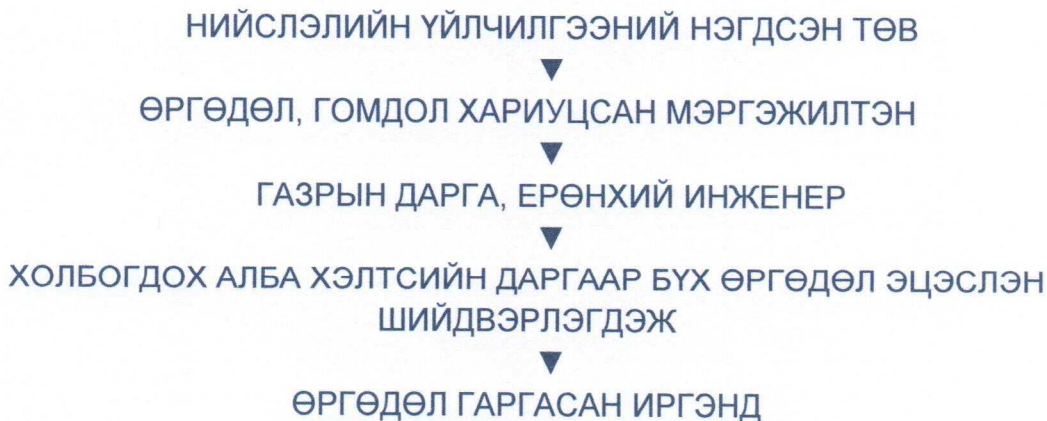 НИЙСЛЭЛИЙН ҮЙЛЧИЛГЭЭНИЙ НЭГДСЭН ТӨВ
ӨРГӨДӨЛ, ГОМДОЛ ХАРИУЦСАН МЭРГЭЖИЛТЭН
ГАЗРЫН ДАРГА, ЕРӨНХИЙ ИНЖЕНЕР
ХОЛБОГДОХ АЛБА ХЭЛТСИЙН ДАРГААР БҮХ ӨРГӨДӨЛ ЭЦЭСЛЭН
ШИЙДВЭРЛЭГДЭЖ
ӨРГӨДӨЛ ГАРГАСАН ИРГЭНД